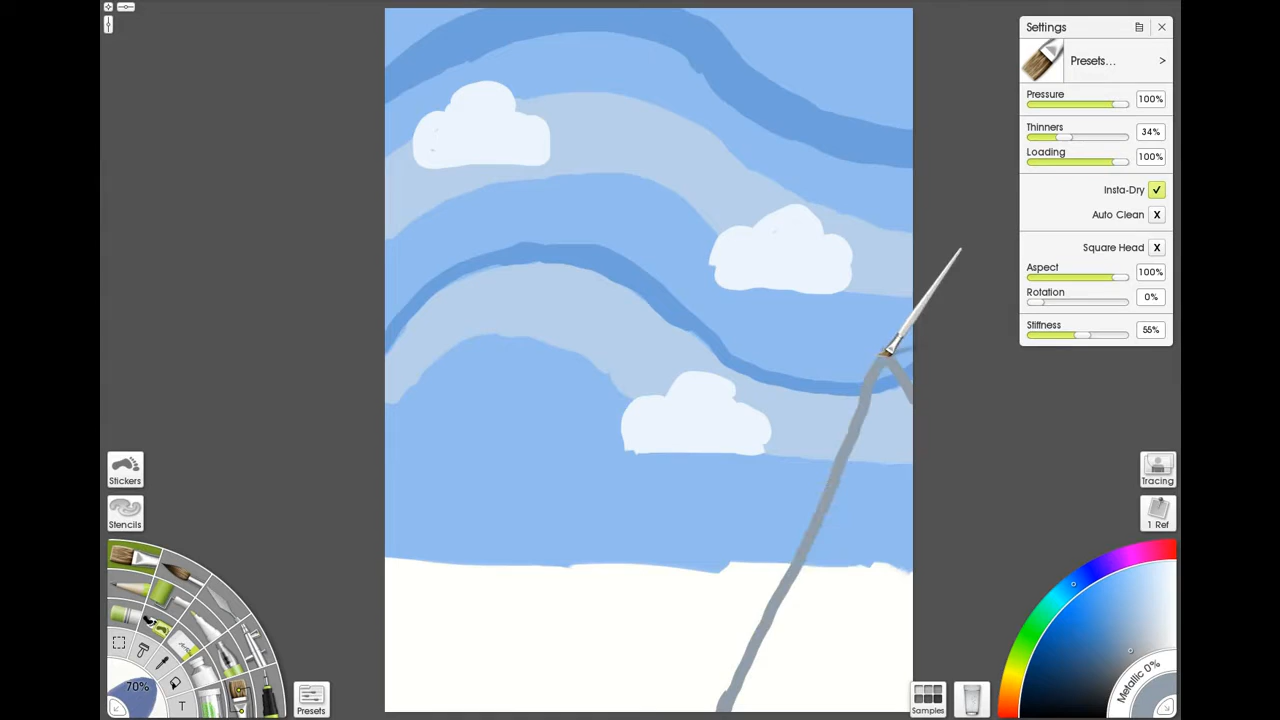 Settings
Presets... >
Pressure 100%
Thinners 34%
Loading 100%
Insta-Dry
Auto Clean X
Square Head X
Aspect 100%
Rotation 0%
Stiffness 55%
Stickers
Stencils
Tracing
1 Ref
70%
T
Presets
Samples
Metallic 0%